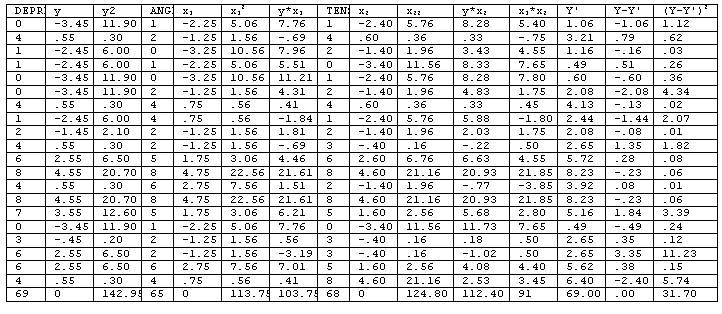 DEPRI y y2 ANGI x₁ x₁² y*x₁ TENS x₂ x₂₂ y*x₂ x₁*x₂ Y' Y-Y' (Y-Y')²
0 -3.45 11.90 1 -2.25 5.06 7.76 1 -2.40 5.76 8.28 5.40 1.06 -1.06 1.12
4 .55 .30 2 -1.25 1.56 -.69 4 .60 .36 .33 -.75 3.21 .79 .62
1 -2.45 6.00 0 -3.25 10.56 7.96 2 -1.40 1.96 3.43 4.55 1.16 -.16 .03
1 -2.45 6.00 1 -2.25 5.06 5.51 0 -3.40 11.56 8.33 7.65 .49 .51 .26
0 -3.45 11.90 0 -3.25 10.56 11.21 1 -2.40 5.76 8.28 7.80 .60 -.60 .36
0 -3.45 11.90 2 -1.25 1.56 4.31 2 -1.40 1.96 4.83 1.75 2.08 -2.08 4.34
4 .55 .30 4 .75 .56 .41 4 .60 .36 .33 .45 4.13 -.13 .02
1 -2.45 6.00 4 .75 .56 -1.84 1 -2.40 5.76 5.88 -1.80 2.44 -1.44 2.07
2 -1.45 2.10 2 -1.25 1.56 1.81 2 -1.40 1.96 2.03 1.75 2.08 -.08 .01
4 .55 .30 2 -1.25 1.56 -.69 3 -.40 .16 -.22 .50 2.65 1.35 1.82
6 2.55 6.50 5 1.75 3.06 4.46 6 2.60 6.76 6.63 4.55 5.72 .28 .08
8 4.55 20.70 8 4.75 22.56 21.61 8 4.60 21.16 20.93 21.85 8.23 -.23 .06
4 .55 .30 6 2.75 7.56 1.51 2 -1.40 1.96 -.77 -3.85 3.92 .08 .01
8 4.55 20.70 8 4.75 22.56 21.61 8 4.60 21.16 20.93 21.85 8.23 -.23 .06
7 3.55 12.60 5 1.75 3.06 6.21 5 1.60 2.56 5.68 2.80 5.16 1.84 3.39
0 -3.45 11.90 1 -2.25 5.06 7.76 0 -3.40 11.56 11.73 7.65 .49 -.49 .24
3 -.45 .20 2 -1.25 1.56 .56 3 -.40 .16 .18 .50 2.65 .35 .12
6 2.55 6.50 2 -1.25 1.56 -3.19 3 -.40 .16 -1.02 .50 2.65 3.35 11.23
6 2.55 6.50 6 2.75 7.56 7.01 5 1.60 2.56 4.08 4.40 5.62 .38 .15
4 .55 .30 4 .75 .56 .41 8 4.60 21.16 2.53 3.45 6.40 -2.40 5.74
69 0 142.95 65 0 113.75 103.75 68 0 124.80 112.40 91 69.00 .00 31.70